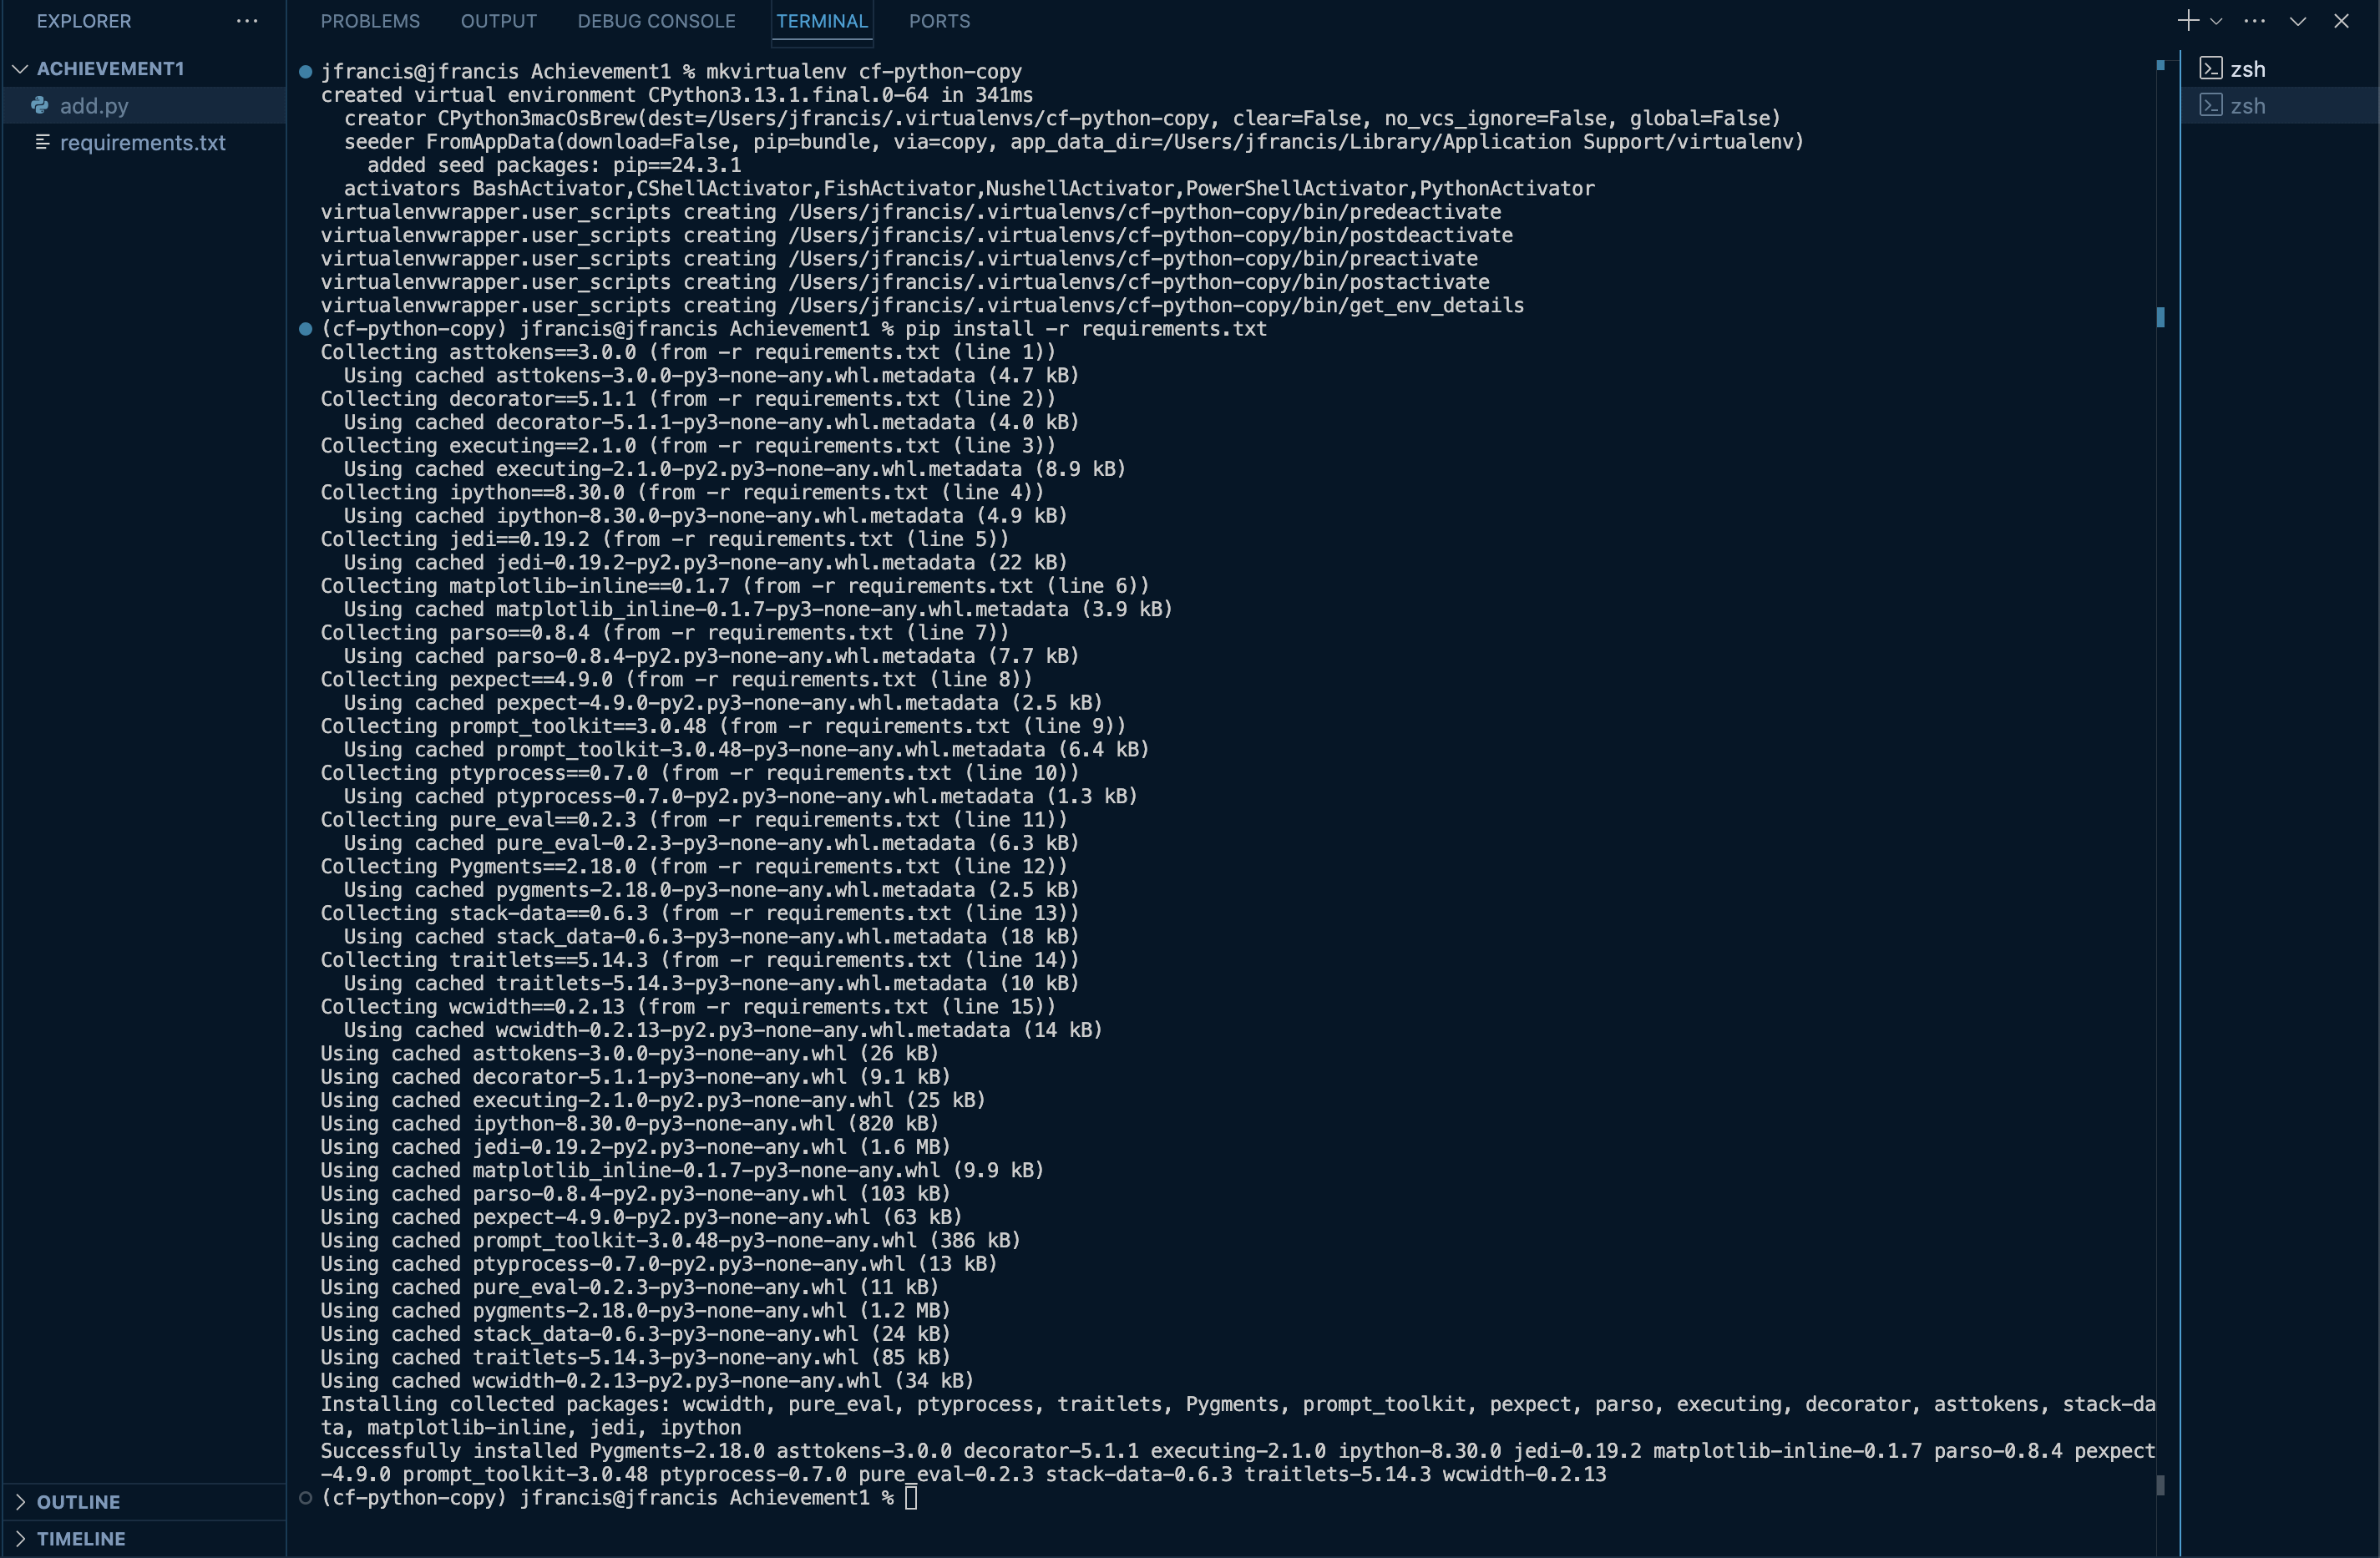 EXPLORER
ACHIEVEMENT1
add.py
requirements.txt
OUTLINE
TIMELINE
PROBLEMS OUTPUT DEBUG CONSOLE TERMINAL PORTS
jfrancis@jfrancis Achievement1 % mkvirtualenv cf-python-copy
created virtual environment CPython3.13.1.final.0-64 in 341ms
  creator CPython3macOsBrew(dest=/Users/jfrancis/.virtualenvs/cf-python-copy, clear=False, no_vcs_ignore=False, global=False)
  seeder FromAppData(download=False, pip=bundle, via=copy, app_data_dir=/Users/jfrancis/Library/Application Support/virtualenv)
    added seed packages: pip==24.3.1
  activators BashActivator,CShellActivator,FishActivator,NushellActivator,PowerShellActivator,PythonActivator
virtualenvwrapper.user_scripts creating /Users/jfrancis/.virtualenvs/cf-python-copy/bin/predeactivate
virtualenvwrapper.user_scripts creating /Users/jfrancis/.virtualenvs/cf-python-copy/bin/postdeactivate
virtualenvwrapper.user_scripts creating /Users/jfrancis/.virtualenvs/cf-python-copy/bin/preactivate
virtualenvwrapper.user_scripts creating /Users/jfrancis/.virtualenvs/cf-python-copy/bin/postactivate
virtualenvwrapper.user_scripts creating /Users/jfrancis/.virtualenvs/cf-python-copy/bin/get_env_details
(cf-python-copy) jfrancis@jfrancis Achievement1 % pip install -r requirements.txt
Collecting asttokens==3.0.0 (from -r requirements.txt (line 1))
  Using cached asttokens-3.0.0-py3-none-any.whl.metadata (4.7 kB)
Collecting decorator==5.1.1 (from -r requirements.txt (line 2))
  Using cached decorator-5.1.1-py3-none-any.whl.metadata (4.0 kB)
Collecting executing==2.1.0 (from -r requirements.txt (line 3))
  Using cached executing-2.1.0-py2.py3-none-any.whl.metadata (8.9 kB)
Collecting ipython==8.30.0 (from -r requirements.txt (line 4))
  Using cached ipython-8.30.0-py3-none-any.whl.metadata (4.9 kB)
Collecting jedi==0.19.2 (from -r requirements.txt (line 5))
  Using cached jedi-0.19.2-py2.py3-none-any.whl.metadata (22 kB)
Collecting matplotlib-inline==0.1.7 (from -r requirements.txt (line 6))
  Using cached matplotlib_inline-0.1.7-py3-none-any.whl.metadata (3.9 kB)
Collecting parso==0.8.4 (from -r requirements.txt (line 7))
  Using cached parso-0.8.4-py2.py3-none-any.whl.metadata (7.7 kB)
Collecting pexpect==4.9.0 (from -r requirements.txt (line 8))
  Using cached pexpect-4.9.0-py2.py3-none-any.whl.metadata (2.5 kB)
Collecting prompt_toolkit==3.0.48 (from -r requirements.txt (line 9))
  Using cached prompt_toolkit-3.0.48-py3-none-any.whl.metadata (6.4 kB)
Collecting ptyprocess==0.7.0 (from -r requirements.txt (line 10))
  Using cached ptyprocess-0.7.0-py2.py3-none-any.whl.metadata (1.3 kB)
Collecting pure_eval==0.2.3 (from -r requirements.txt (line 11))
  Using cached pure_eval-0.2.3-py3-none-any.whl.metadata (6.3 kB)
Collecting Pygments==2.18.0 (from -r requirements.txt (line 12))
  Using cached pygments-2.18.0-py3-none-any.whl.metadata (2.5 kB)
Collecting stack-data==0.6.3 (from -r requirements.txt (line 13))
  Using cached stack_data-0.6.3-py3-none-any.whl.metadata (18 kB)
Collecting traitlets==5.14.3 (from -r requirements.txt (line 14))
  Using cached traitlets-5.14.3-py3-none-any.whl.metadata (10 kB)
Collecting wcwidth==0.2.13 (from -r requirements.txt (line 15))
  Using cached wcwidth-0.2.13-py2.py3-none-any.whl.metadata (14 kB)
Using cached asttokens-3.0.0-py3-none-any.whl (26 kB)
Using cached decorator-5.1.1-py3-none-any.whl (9.1 kB)
Using cached executing-2.1.0-py2.py3-none-any.whl (25 kB)
Using cached ipython-8.30.0-py3-none-any.whl (820 kB)
Using cached jedi-0.19.2-py2.py3-none-any.whl (1.6 MB)
Using cached matplotlib_inline-0.1.7-py3-none-any.whl (9.9 kB)
Using cached parso-0.8.4-py2.py3-none-any.whl (103 kB)
Using cached pexpect-4.9.0-py2.py3-none-any.whl (63 kB)
Using cached prompt_toolkit-3.0.48-py3-none-any.whl (386 kB)
Using cached ptyprocess-0.7.0-py2.py3-none-any.whl (13 kB)
Using cached pure_eval-0.2.3-py3-none-any.whl (11 kB)
Using cached pygments-2.18.0-py3-none-any.whl (1.2 MB)
Using cached stack_data-0.6.3-py3-none-any.whl (24 kB)
Using cached traitlets-5.14.3-py3-none-any.whl (85 kB)
Using cached wcwidth-0.2.13-py2.py3-none-any.whl (34 kB)
Installing collected packages: wcwidth, pure_eval, ptyprocess, traitlets, Pygments, prompt_toolkit, pexpect, parso, executing, decorator, asttokens, stack-da
ta, matplotlib-inline, jedi, ipython
Successfully installed Pygments-2.18.0 asttokens-3.0.0 decorator-5.1.1 executing-2.1.0 ipython-8.30.0 jedi-0.19.2 matplotlib-inline-0.1.7 parso-0.8.4 pexpect
-4.9.0 prompt_toolkit-3.0.48 ptyprocess-0.7.0 pure_eval-0.2.3 stack-data-0.6.3 traitlets-5.14.3 wcwidth-0.2.13
(cf-python-copy) jfrancis@jfrancis Achievement1 %
zsh
zsh